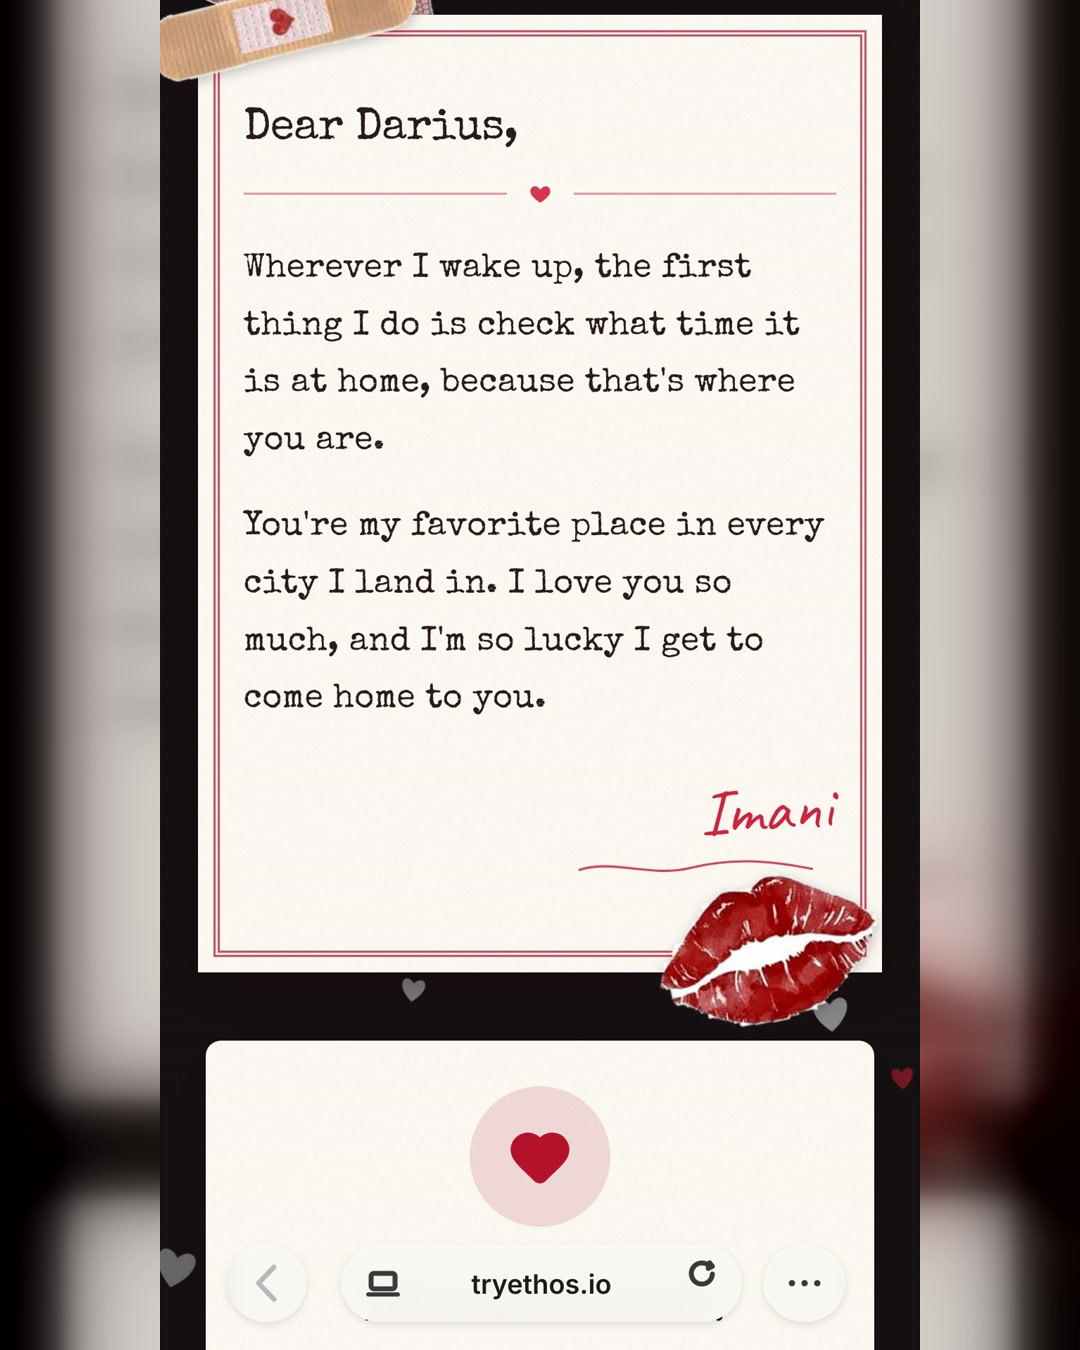 Dear Darius,
Wherever I wake up, the first
thing I do is check what time it
is at home, because that's where
you are.
You're my favorite place in every
city I land in. I love you so
much, and I'm so lucky I get to
come home to you.
Imani
tryethos.io